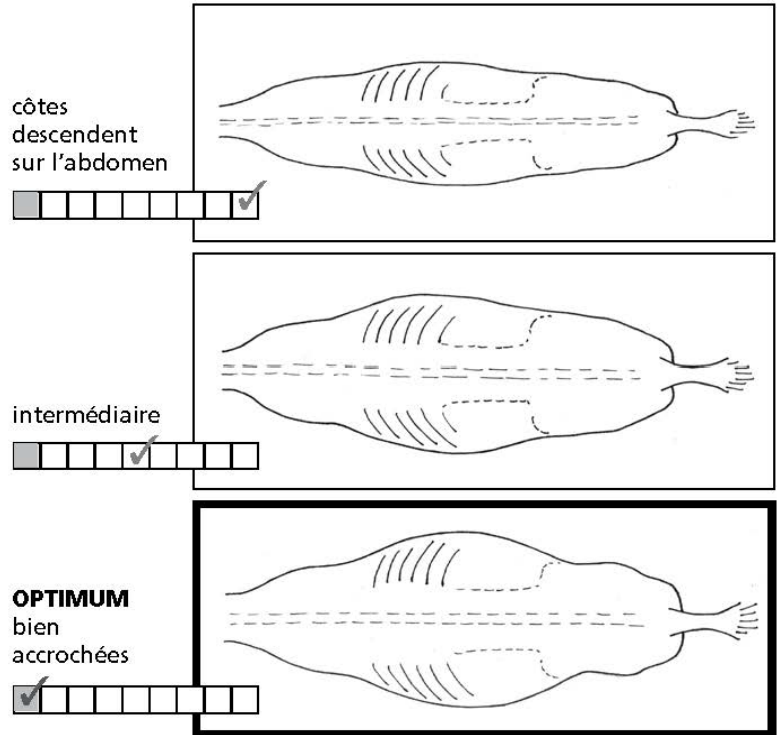 côtes
descendent
sur l'abdomen
intermédiaire
OPTIMUM
bien
accrochées